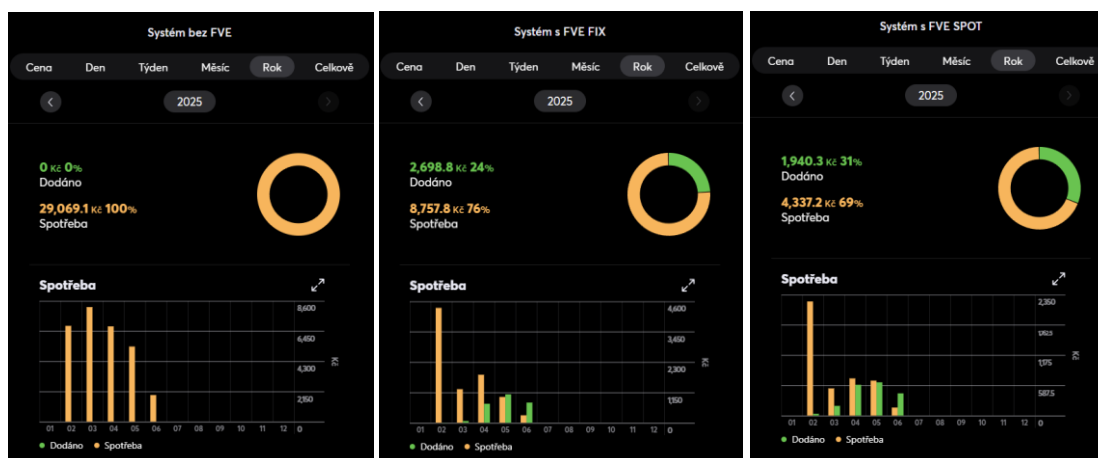 Systém bez FVE
Cena Den Týden Měsíc Rok Celkově
2025
0 Kč 0%
Dodáno
29,069.1 Kč 100%
Spotřeba
Spotřeba
8,600
6,450
4,300
2,150
0
Kč
01 02 03 04 05 06 07 08 09 10 11 12
Dodáno Spotřeba
Systém s FVE FIX
Cena Den Týden Měsíc Rok Celkově
2025
2,698.8 Kč 24%
Dodáno
8,757.8 Kč 76%
Spotřeba
Spotřeba
4,600
3,450
2,300
1,150
0
Kč
01 02 03 04 05 06 07 08 09 10 11 12
Dodáno Spotřeba
Systém s FVE SPOT
Cena Den Týden Měsíc Rok Celkově
2025
1,940.3 Kč 31%
Dodáno
4,337.2 Kč 69%
Spotřeba
Spotřeba
2,350
1,762.5
1,175
587.5
0
Kč
01 02 03 04 05 06 07 08 09 10 11 12
Dodáno Spotřeba